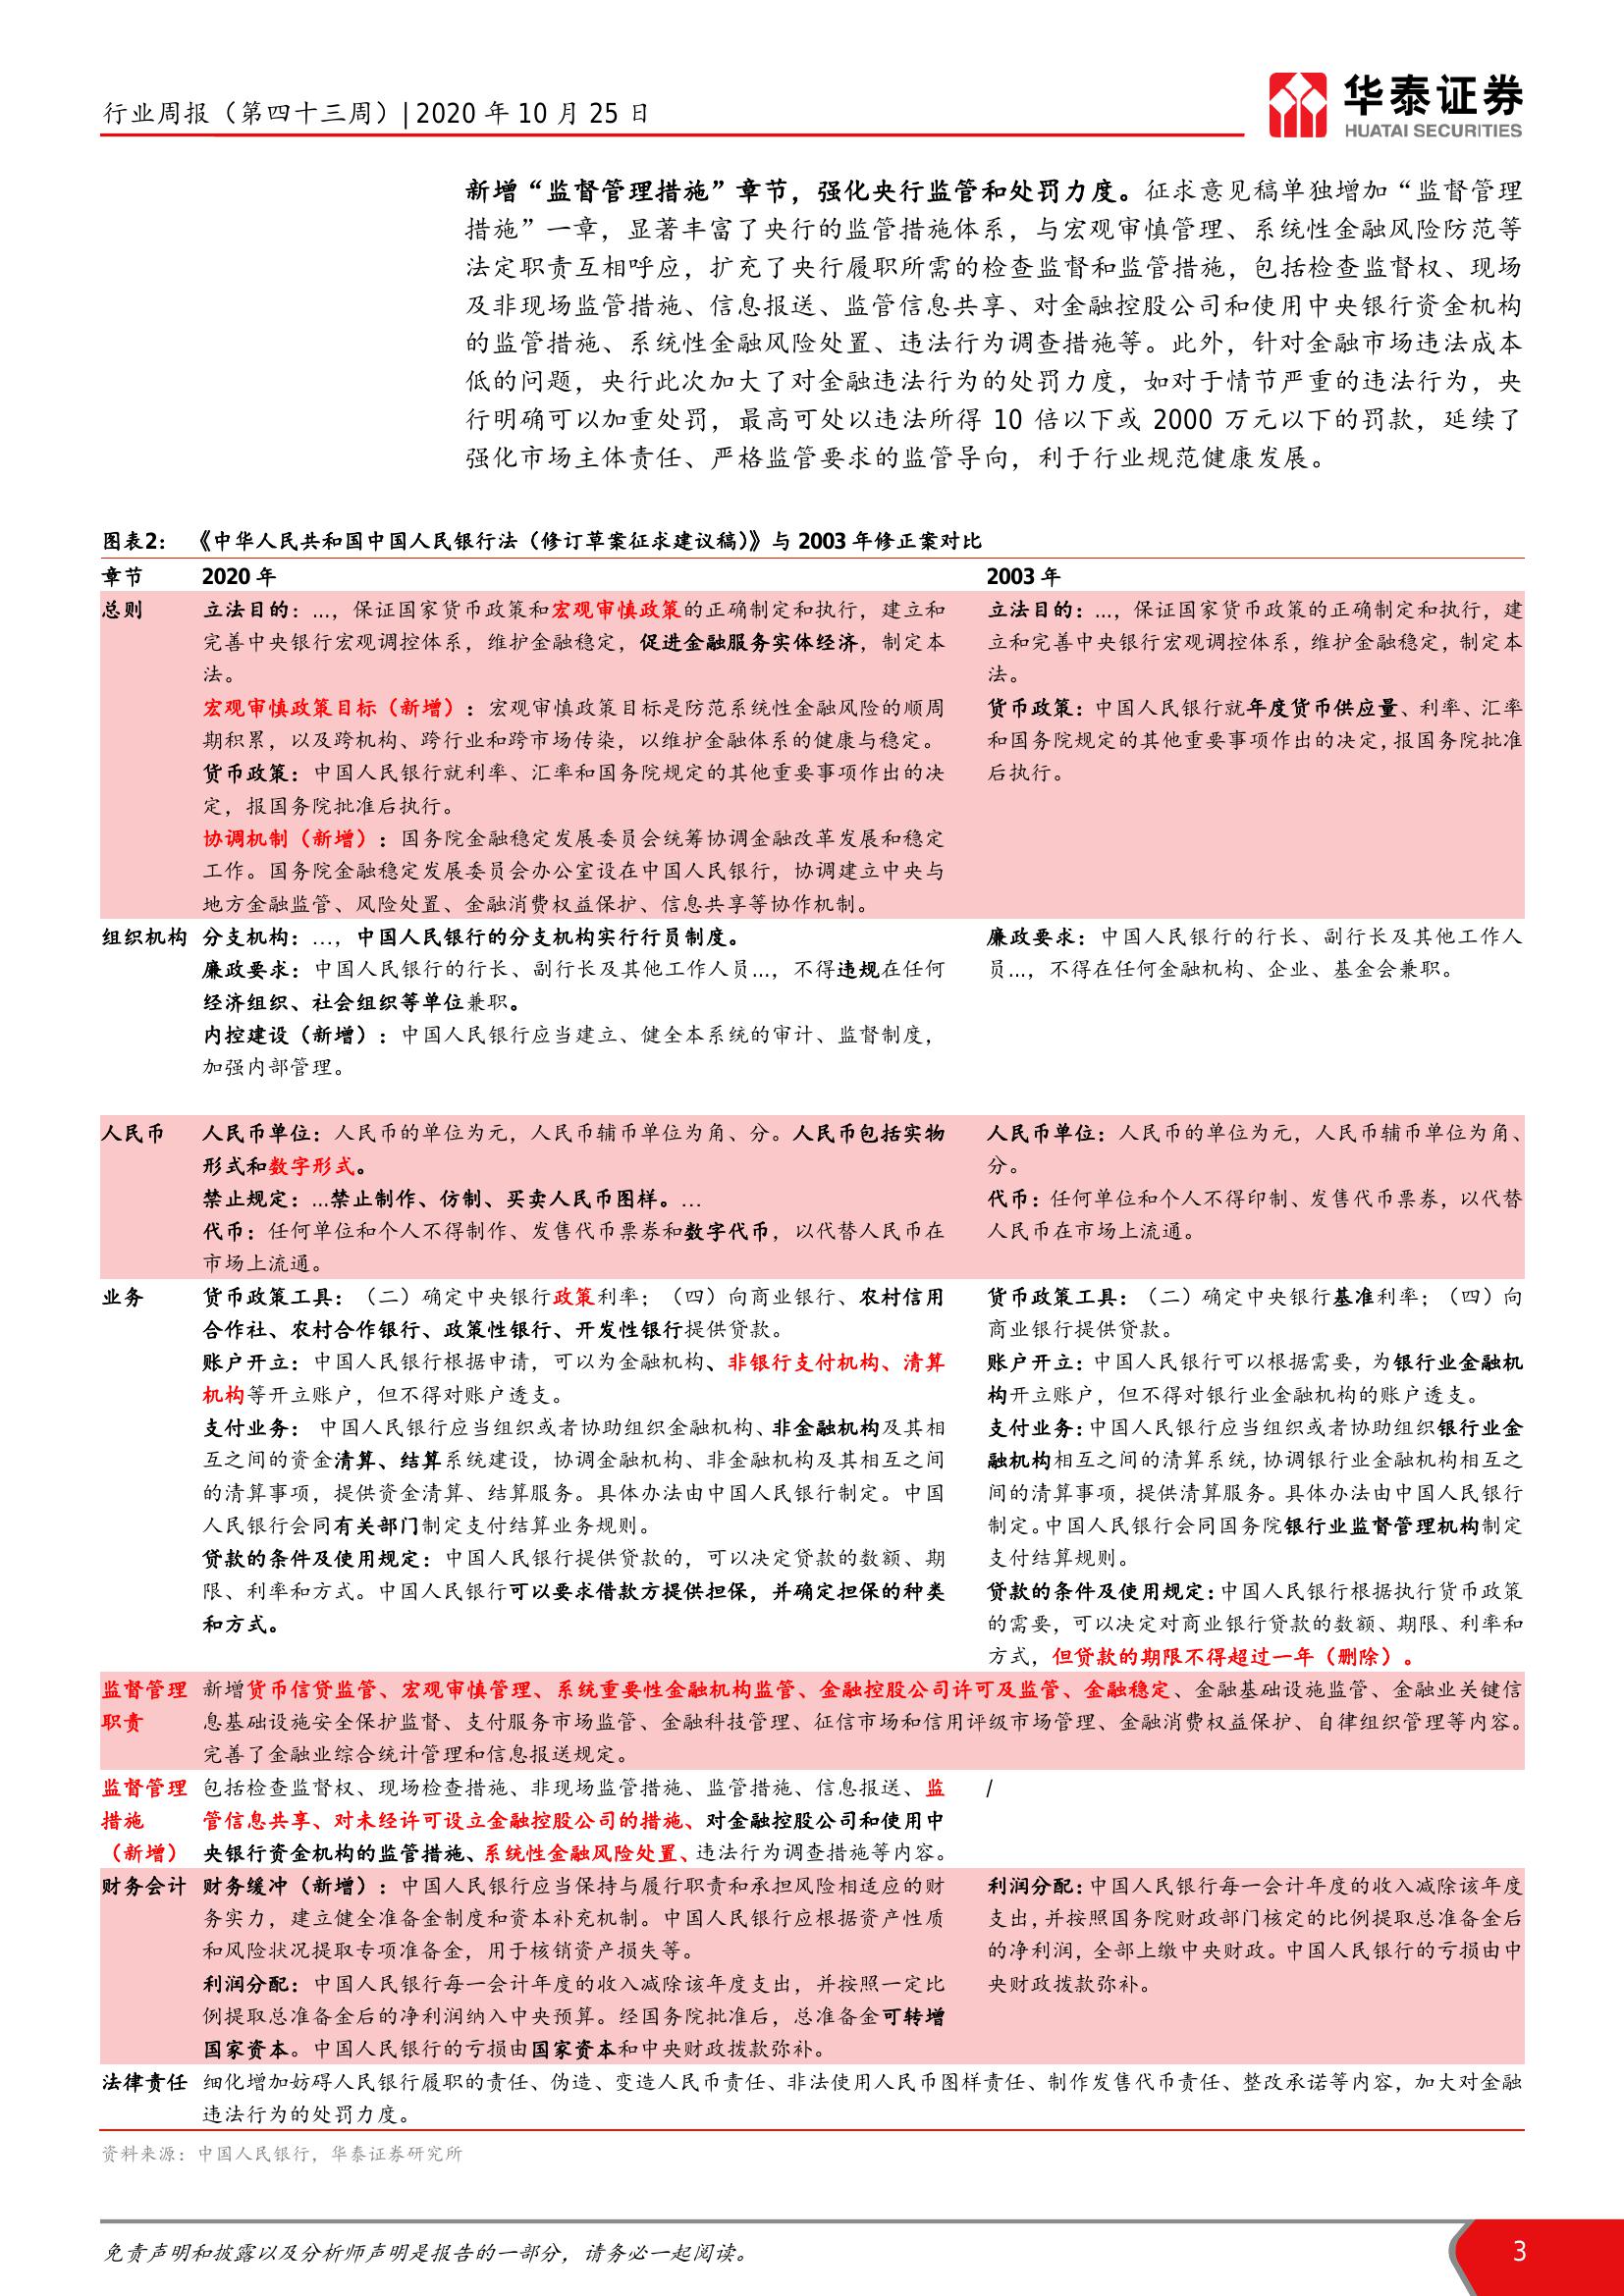 行业周报（第四十三周）| 2020 年 10 月 25 日
华泰证券
HUATAI SECURITIES
新增“监督管理措施”章节，强化央行监管和处罚力度。征求意见稿单独增加“监督管理
措施”一章，显著丰富了央行的监管措施体系，与宏观审慎管理、系统性金融风险防范等
法定职责互相呼应，扩充了央行履职所需的检查监督和监管措施，包括检查监督权、现场
及非现场监管措施、信息报送、监管信息共享、对金融控股公司和使用中央银行资金机构
的监管措施、系统性金融风险处置、违法行为调查措施等。此外，针对金融市场违法成本
低的问题，央行此次加大了对金融违法行为的处罚力度，如对于情节严重的违法行为，央
行明确可以加重处罚，最高可处以违法所得 10 倍以下或 2000 万元以下的罚款，延续了
强化市场主体责任、严格监管要求的监管导向，利于行业规范健康发展。
图表2： 《中华人民共和国中国人民银行法（修订草案征求建议稿）》与 2003 年修正案对比
章节 2020 年 2003 年
总则
立法目的：...，保证国家货币政策和宏观审慎政策的正确制定和执行，建立和
完善中央银行宏观调控体系，维护金融稳定，促进金融服务实体经济，制定本
法。
宏观审慎政策目标（新增）：宏观审慎政策目标是防范系统性金融风险的顺周
期积累，以及跨机构、跨行业和跨市场传染，以维护金融体系的健康与稳定。
货币政策：中国人民银行就利率、汇率和国务院规定的其他重要事项作出的决
定，报国务院批准后执行。
协调机制（新增）：国务院金融稳定发展委员会统筹协调金融改革发展和稳定
工作。国务院金融稳定发展委员会办公室设在中国人民银行，协调建立中央与
地方金融监管、风险处置、金融消费权益保护、信息共享等协作机制。
立法目的：...，保证国家货币政策的正确制定和执行，建
立和完善中央银行宏观调控体系，维护金融稳定，制定本
法。
货币政策：中国人民银行就年度货币供应量、利率、汇率
和国务院规定的其他重要事项作出的决定，报国务院批准
后执行。
组织机构
分支机构：...，中国人民银行的分支机构实行行员制度。
廉政要求：中国人民银行的行长、副行长及其他工作人员...，不得违规在任何
经济组织、社会组织等单位兼职。
内控建设（新增）：中国人民银行应当建立、健全本系统的审计、监督制度，
加强内部管理。
廉政要求：中国人民银行的行长、副行长及其他工作人
员...，不得在任何金融机构、企业、基金会兼职。
人民币
人民币单位：人民币的单位为元，人民币辅币单位为角、分。人民币包括实物
形式和数字形式。
禁止规定：...禁止制作、仿制、买卖人民币图样。...
代币：任何单位和个人不得制作、发售代币票券和数字代币，以代替人民币在
市场上流通。
人民币单位：人民币的单位为元，人民币辅币单位为角、
分。
代币：任何单位和个人不得印制、发售代币票券，以代替
人民币在市场上流通。
业务
货币政策工具：（二）确定中央银行政策利率；（四）向商业银行、农村信用
合作社、农村合作银行、政策性银行、开发性银行提供贷款。
账户开立：中国人民银行根据申请，可以为金融机构、非银行支付机构、清算
机构等开立账户，但不得对账户透支。
支付业务： 中国人民银行应当组织或者协助组织金融机构、非金融机构及其相
互之间的资金清算、结算系统建设，协调金融机构、非金融机构及其相互之间
的清算事项，提供资金清算、结算服务。具体办法由中国人民银行制定。中国
人民银行会同有关部门制定支付结算业务规则。
贷款的条件及使用规定：中国人民银行提供贷款的，可以决定贷款的数额、期
限、利率和方式。中国人民银行可以要求借款方提供担保，并确定担保的种类
和方式。
货币政策工具：（二）确定中央银行基准利率；（四）向
商业银行提供贷款。
账户开立：中国人民银行可以根据需要，为银行业金融机
构开立账户，但不得对银行业金融机构的账户透支。
支付业务：中国人民银行应当组织或者协助组织银行业金
融机构相互之间的清算系统，协调银行业金融机构相互之
间的清算事项，提供清算服务。具体办法由中国人民银行
制定。中国人民银行会同国务院银行业监督管理机构制定
支付结算规则。
贷款的条件及使用规定：中国人民银行根据执行货币政策
的需要，可以决定对商业银行贷款的数额、期限、利率和
方式，但贷款的期限不得超过一年（删除）。
监督管理
职责
新增货币信贷监管、宏观审慎管理、系统重要性金融机构监管、金融控股公司许可及监管、金融稳定、金融基础设施监管、金融业关键信
息基础设施安全保护监督、支付服务市场监管、金融科技管理、征信市场和信用评级市场管理、金融消费权益保护、自律组织管理等内容。
完善了金融业综合统计管理和信息报送规定。
监督管理
措施
（新增）
包括检查监督权、现场检查措施、非现场监管措施、监管措施、信息报送、监
管信息共享、对未经许可设立金融控股公司的措施、对金融控股公司和使用中
央银行资金机构的监管措施、系统性金融风险处置、违法行为调查措施等内容。
/
财务会计
财务缓冲（新增）：中国人民银行应当保持与履行职责和承担风险相适应的财
务实力，建立健全准备金制度和资本补充机制。中国人民银行应根据资产性质
和风险状况提取专项准备金，用于核销资产损失等。
利润分配：中国人民银行每一会计年度的收入减除该年度支出，并按照一定比
例提取总准备金后的净利润纳入中央预算。经国务院批准后，总准备金可转增
国家资本。中国人民银行的亏损由国家资本和中央财政拨款弥补。
利润分配：中国人民银行每一会计年度的收入减除该年度
支出，并按照国务院财政部门核定的比例提取总准备金后
的净利润，全部上缴中央财政。中国人民银行的亏损由中
央财政拨款弥补。
法律责任
细化增加妨碍人民银行履职的责任、伪造、变造人民币责任、非法使用人民币图样责任、制作发售代币责任、整改承诺等内容，加大对金融
违法行为的处罚力度。
资料来源：中国人民银行，华泰证券研究所
免责声明和披露以及分析师声明是报告的一部分，请务必一起阅读。
3